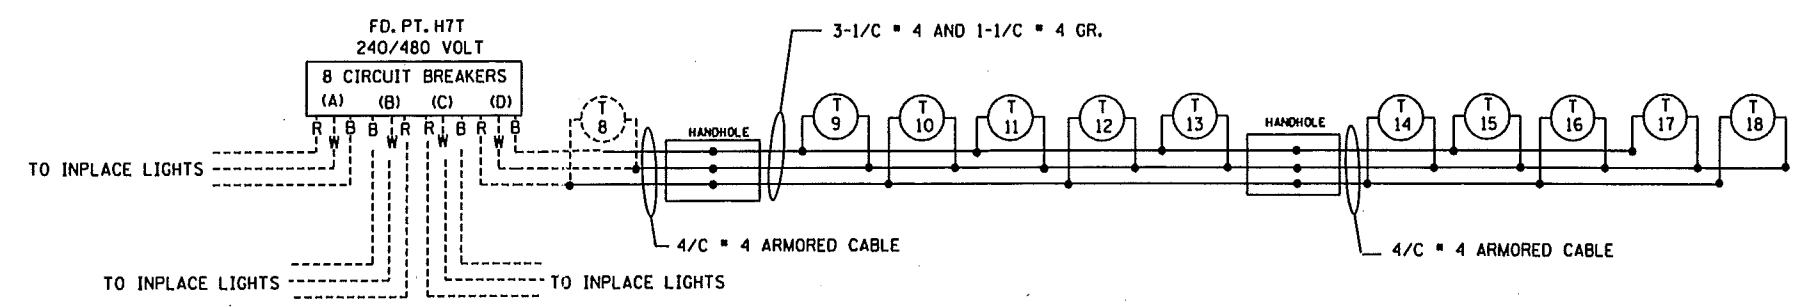 FD. PT. H7T
240/480 VOLT
8 CIRCUIT BREAKERS
(A) (B) (C) (D)
R W B B W R R W B R W B
TO INPLACE LIGHTS
TO INPLACE LIGHTS
TO INPLACE LIGHTS
T 8
HANDHOLE
4/C # 4 ARMORED CABLE
3-1/C # 4 AND 1-1/C # 4 GR.
T 9
T 10
T 11
T 12
T 13
HANDHOLE
4/C # 4 ARMORED CABLE
T 14
T 15
T 16
T 17
T 18